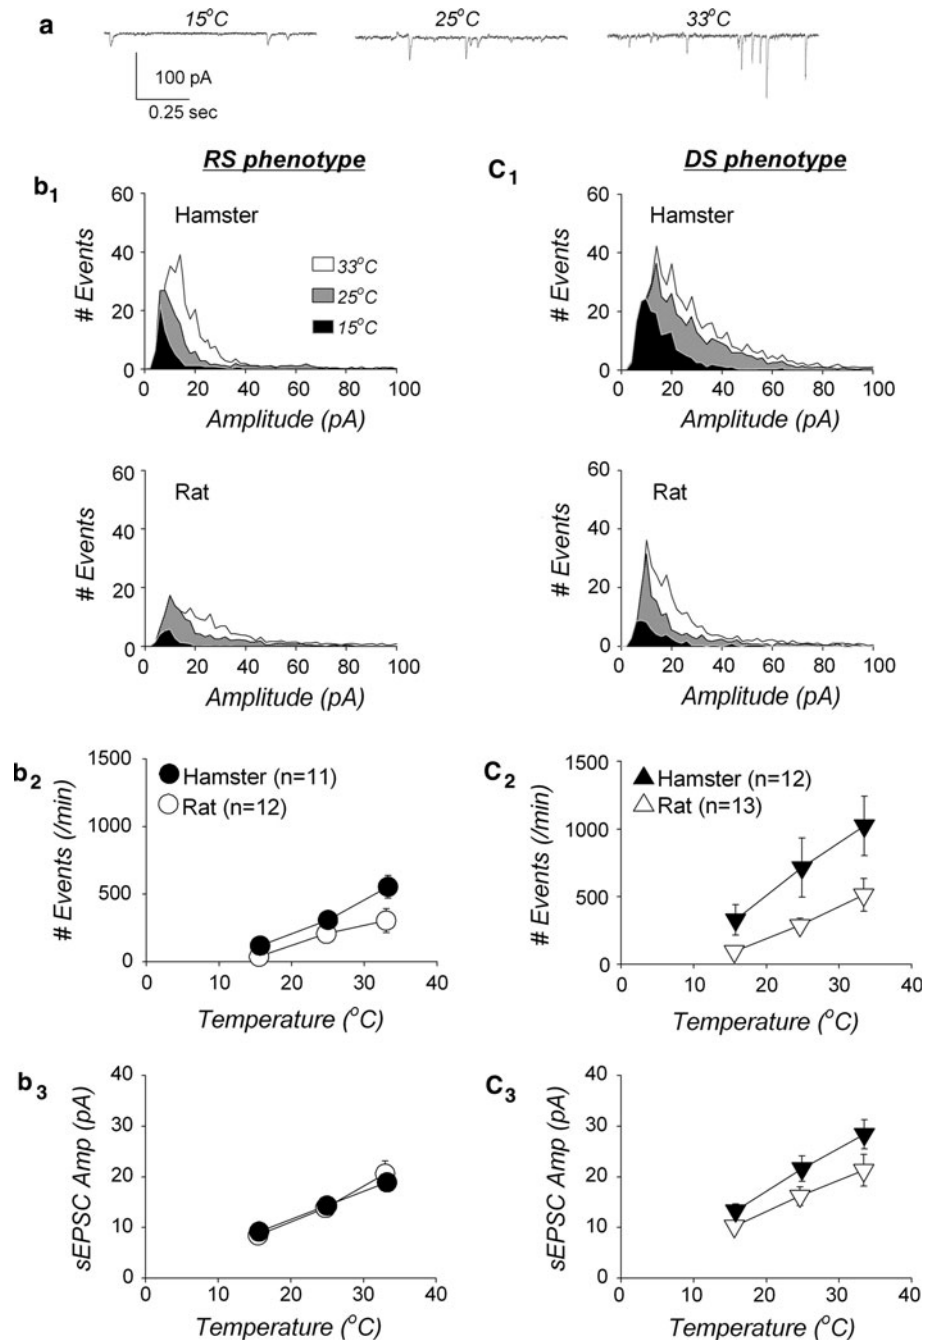 a
15°C
25°C
33°C
100 pA
0.25 sec
RS phenotype
DS phenotype
b1
# Events
60
40
20
0
Hamster
33°C
25°C
15°C
0 20 40 60 80 100
Amplitude (pA)
C1
# Events
60
40
20
0
Hamster
0 20 40 60 80 100
Amplitude (pA)
# Events
60
40
20
0
Rat
0 20 40 60 80 100
Amplitude (pA)
# Events
60
40
20
0
Rat
0 20 40 60 80 100
Amplitude (pA)
b2
# Events (/min)
1500
1000
500
0
Hamster (n=11)
Rat (n=12)
0 10 20 30 40
Temperature (°C)
C2
# Events (/min)
1500
1000
500
0
Hamster (n=12)
Rat (n=13)
0 10 20 30 40
Temperature (°C)
b3
sEPSC Amp (pA)
40
30
20
10
0
0 10 20 30 40
Temperature (°C)
C3
sEPSC Amp (pA)
40
30
20
10
0
0 10 20 30 40
Temperature (°C)